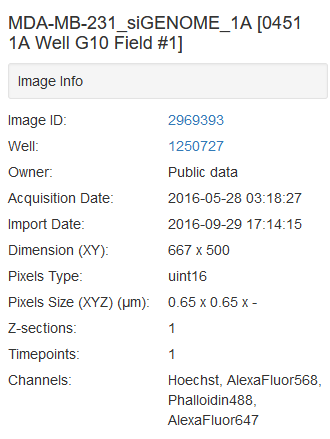 MDA-MB-231_siGENOME_1A [0451
1A Well G10 Field #1]
Image Info
Image ID: 2969393
Well: 1250727
Owner: Public data
Acquisition Date: 2016-05-28 03:18:27
Import Date: 2016-09-29 17:14:15
Dimension (XY): 667 x 500
Pixels Type: uint16
Pixels Size (XYZ) (µm): 0.65 x 0.65 x -
Z-sections: 1
Timepoints: 1
Channels: Hoechst, AlexaFluor568,
Phalloidin488,
AlexaFluor647